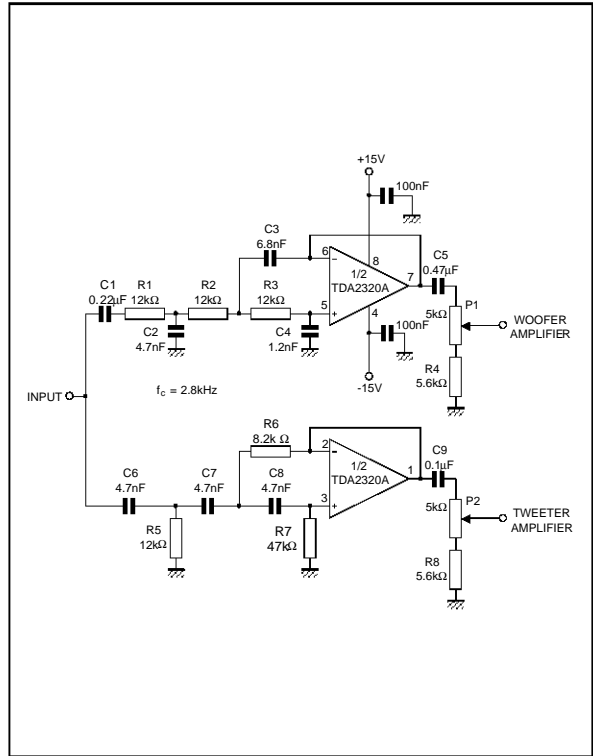 +15V
100nF
C3
6.8nF
6
8
1/2
TDA2320A
7
C5
0.47µF
C1
0.22µF
R1
12kΩ
R2
12kΩ
R3
12kΩ
5
4
P1
5kΩ
WOOFER
AMPLIFIER
C2
4.7nF
C4
1.2nF
100nF
-15V
R4
5.6kΩ
INPUT
fc = 2.8kHz
R6
8.2k Ω
2
1/2
TDA2320A
1
C9
0.1µF
C6
4.7nF
C7
4.7nF
C8
4.7nF
3
P2
5kΩ
TWEETER
AMPLIFIER
R5
12kΩ
R7
47kΩ
R8
5.6kΩ